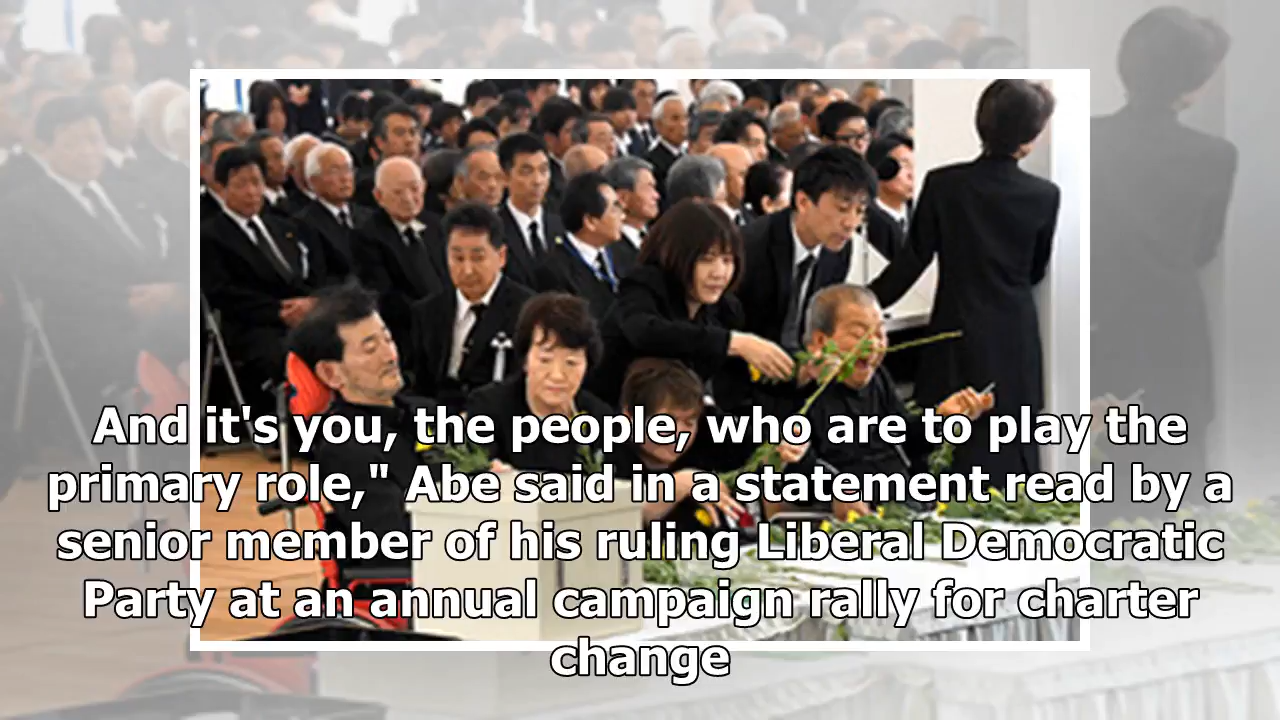 And it's you, the people, who are to play the
primary role," Abe said in a statement read by a
senior member of his ruling Liberal Democratic
Party at an annual campaign rally for charter
change